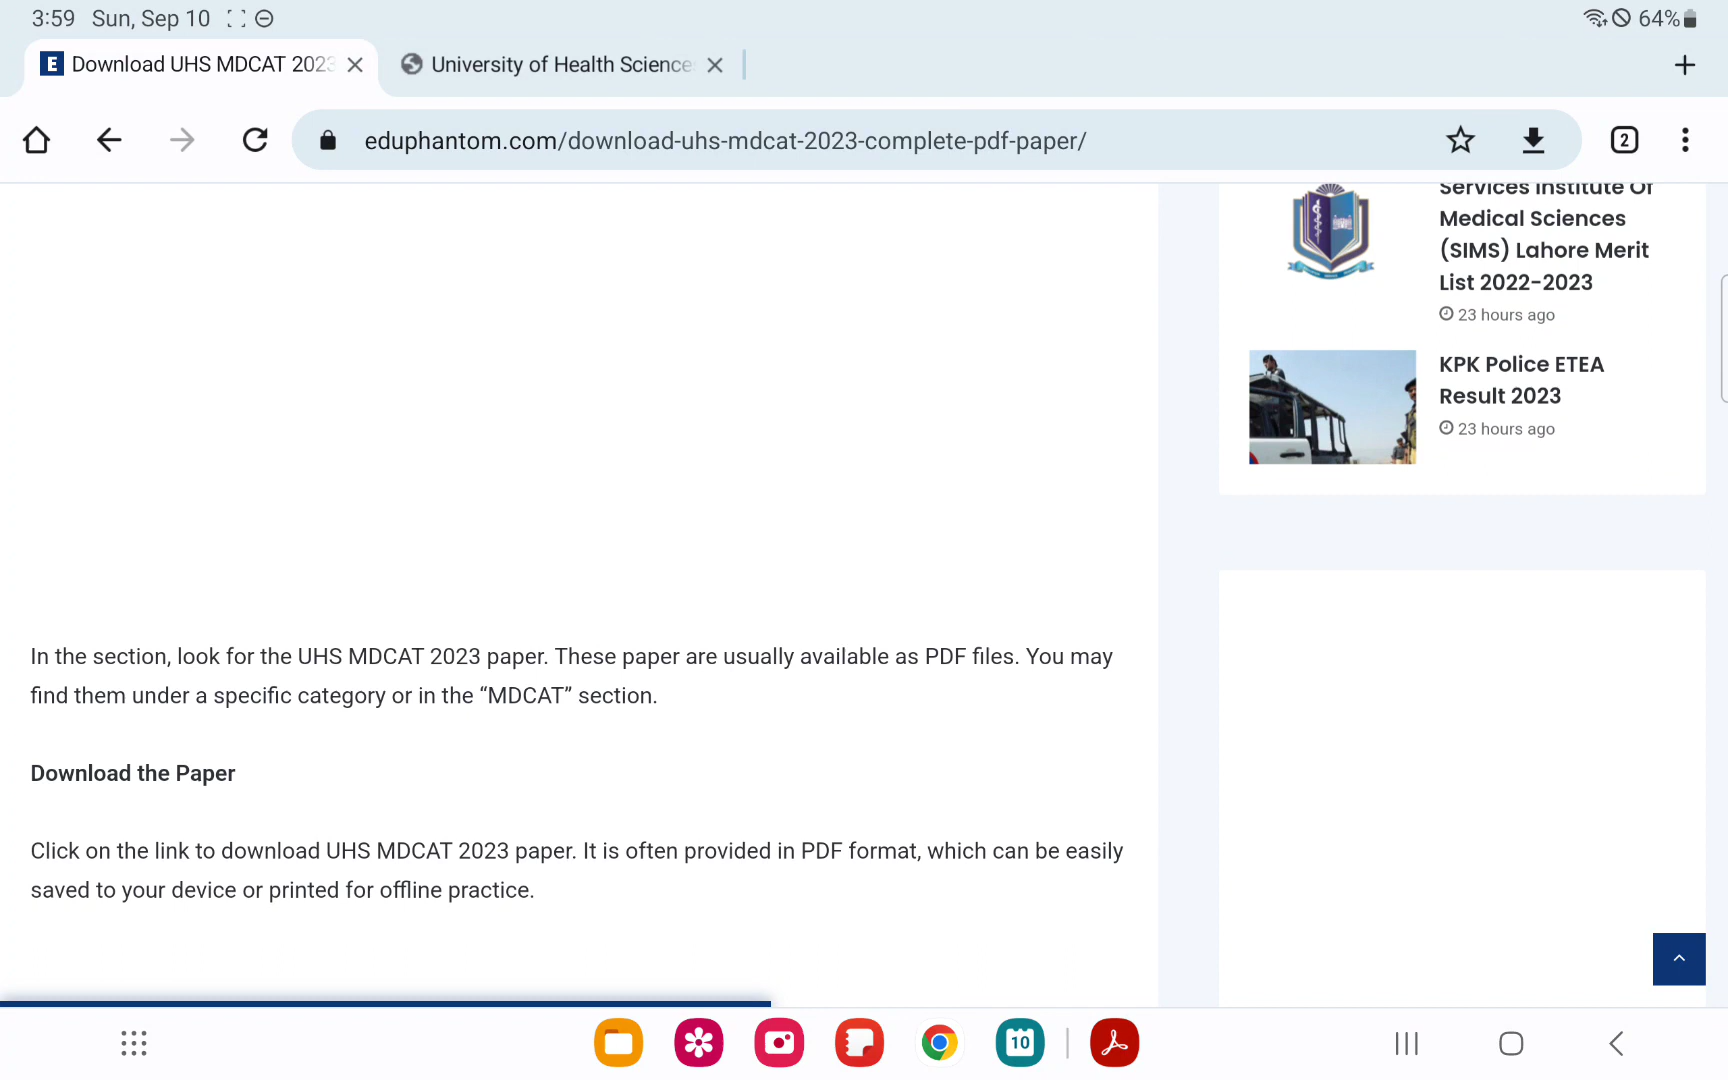 3:59 Sun, Sep 10
64%
E Download UHS MDCAT 2023
University of Health Science
eduphantom.com/download-uhs-mdcat-2023-complete-pdf-paper/
2
Services Institute Of
Medical Sciences
(SIMS) Lahore Merit
List 2022-2023
23 hours ago
KPK Police ETEA
Result 2023
23 hours ago
In the section, look for the UHS MDCAT 2023 paper. These paper are usually available as PDF files. You may
find them under a specific category or in the “MDCAT” section.
Download the Paper
Click on the link to download UHS MDCAT 2023 paper. It is often provided in PDF format, which can be easily
saved to your device or printed for offline practice.
10